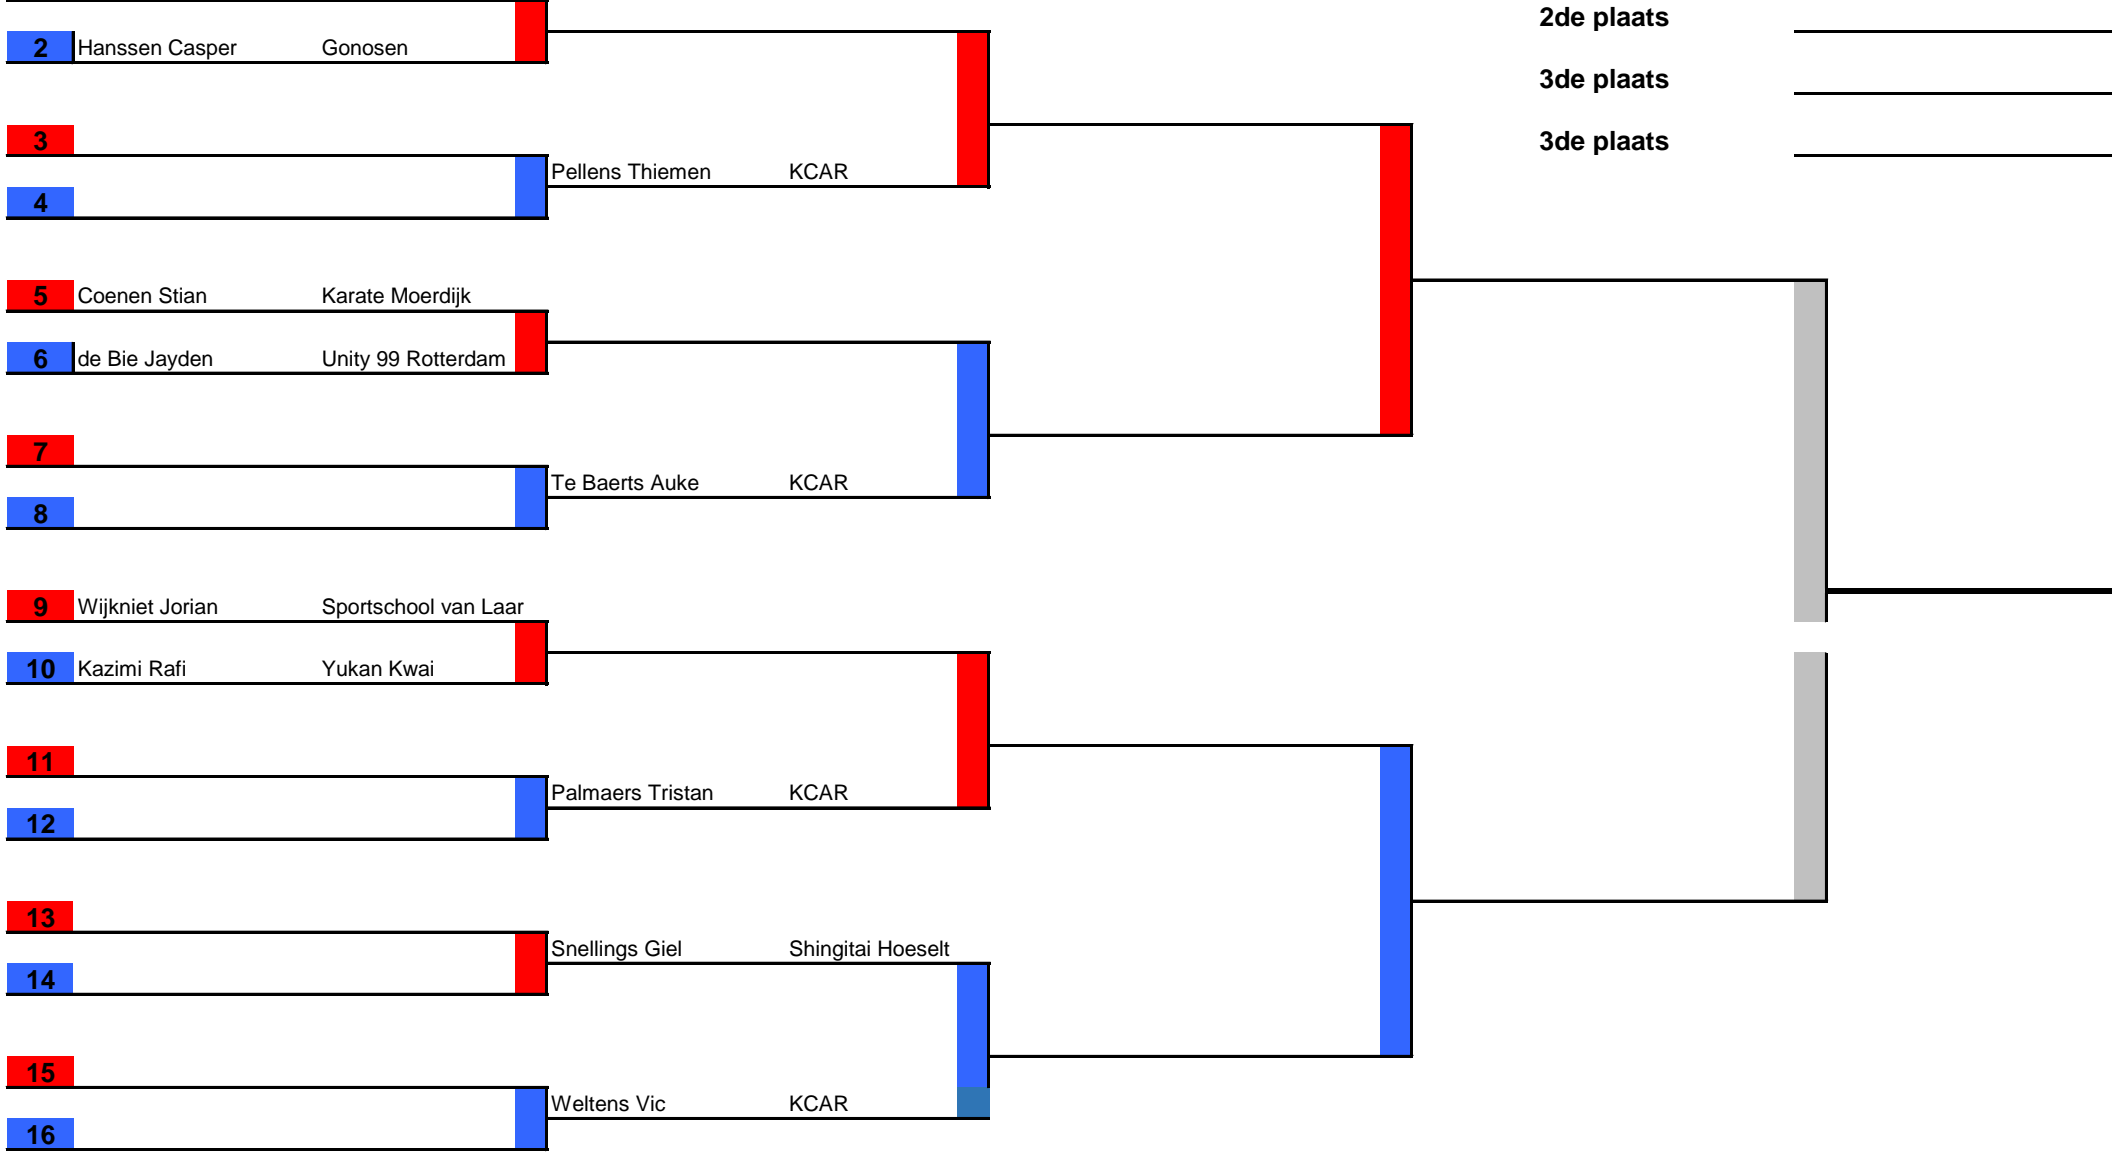 2de plaats
2 Hanssen Casper Gonosen
3de plaats
3
3de plaats
Pellens Thiemen KCAR
4
5 Coenen Stian Karate Moerdijk
6 de Bie Jayden Unity 99 Rotterdam
7
Te Baerts Auke KCAR
8
9 Wijkniet Jorian Sportschool van Laar
10 Kazimi Rafi Yukan Kwai
11
Palmaers Tristan KCAR
12
13
Snellings Giel Shingitai Hoeselt
14
15
Weltens Vic KCAR
16